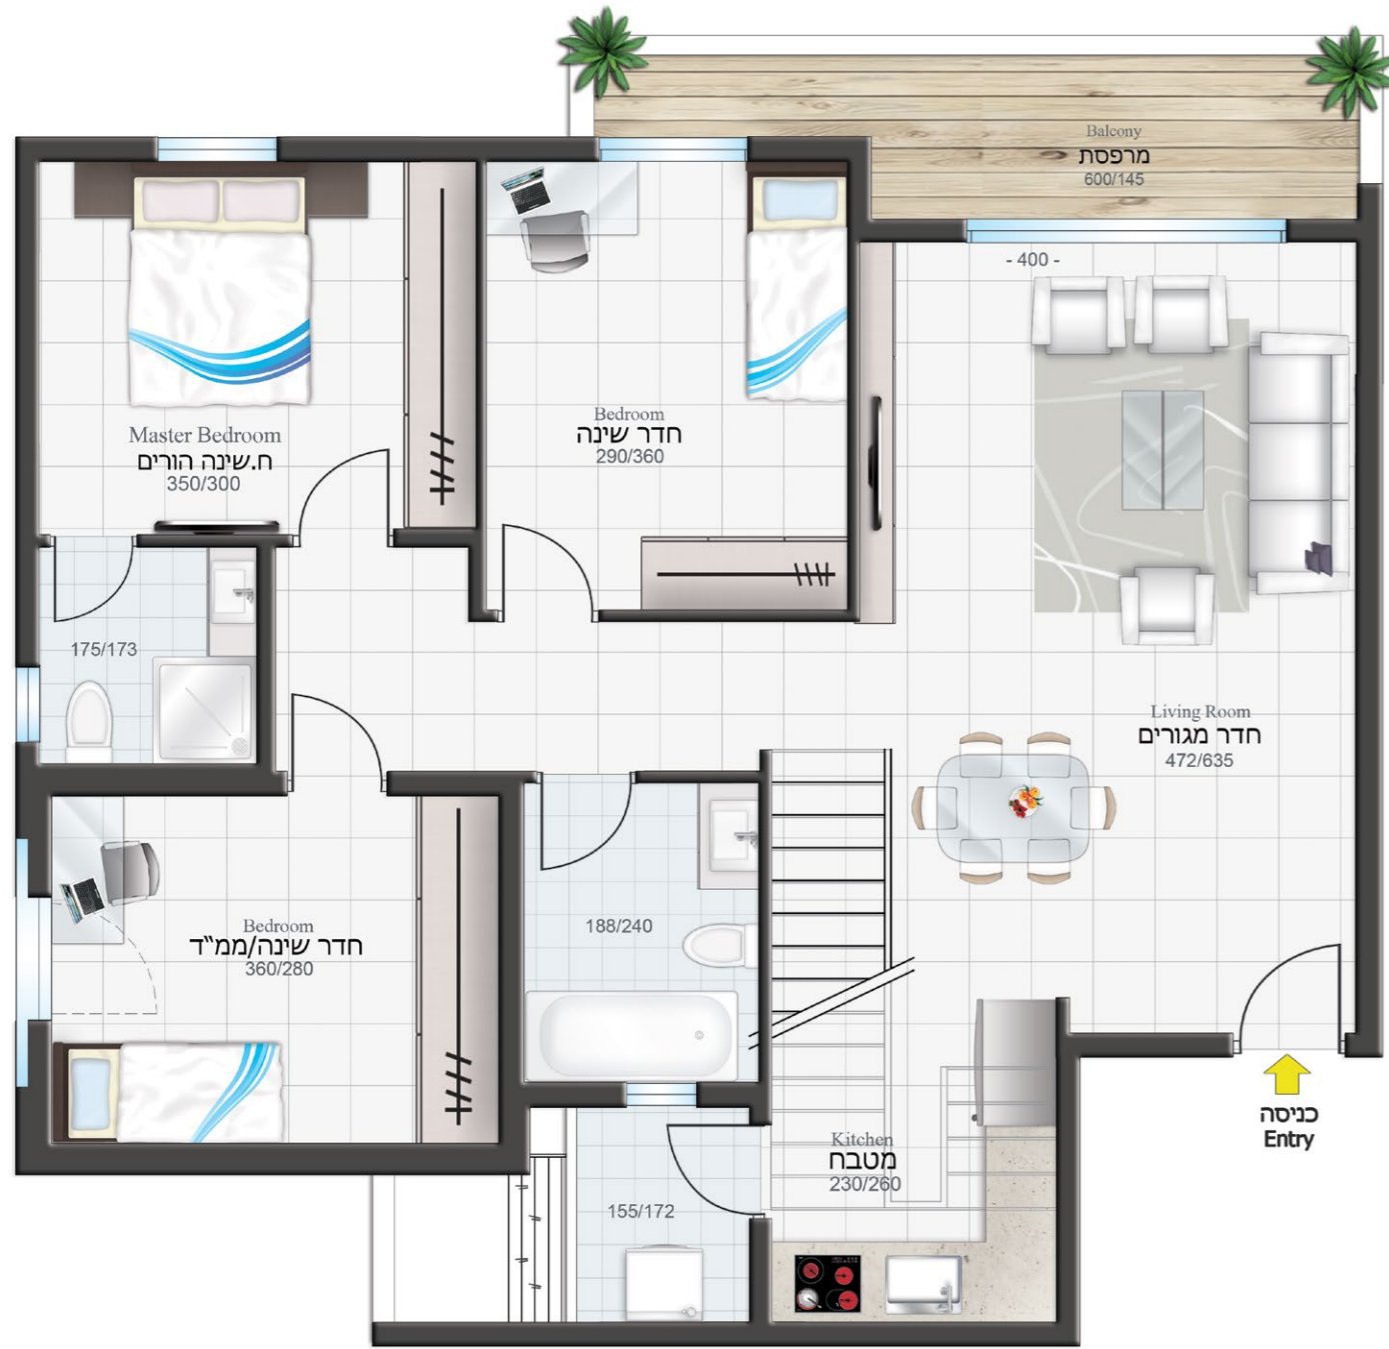 Balcony
מרפסת
600/145
- 400 -
Master Bedroom
ח.שינה הורים
350/300
Bedroom
חדר שינה
290/360
175/173
Living Room
חדר מגורים
472/635
Bedroom
חדר שינה/ממ"ד
360/280
188/240
Kitchen
מטבח
230/260
155/172
כניסה
Entry